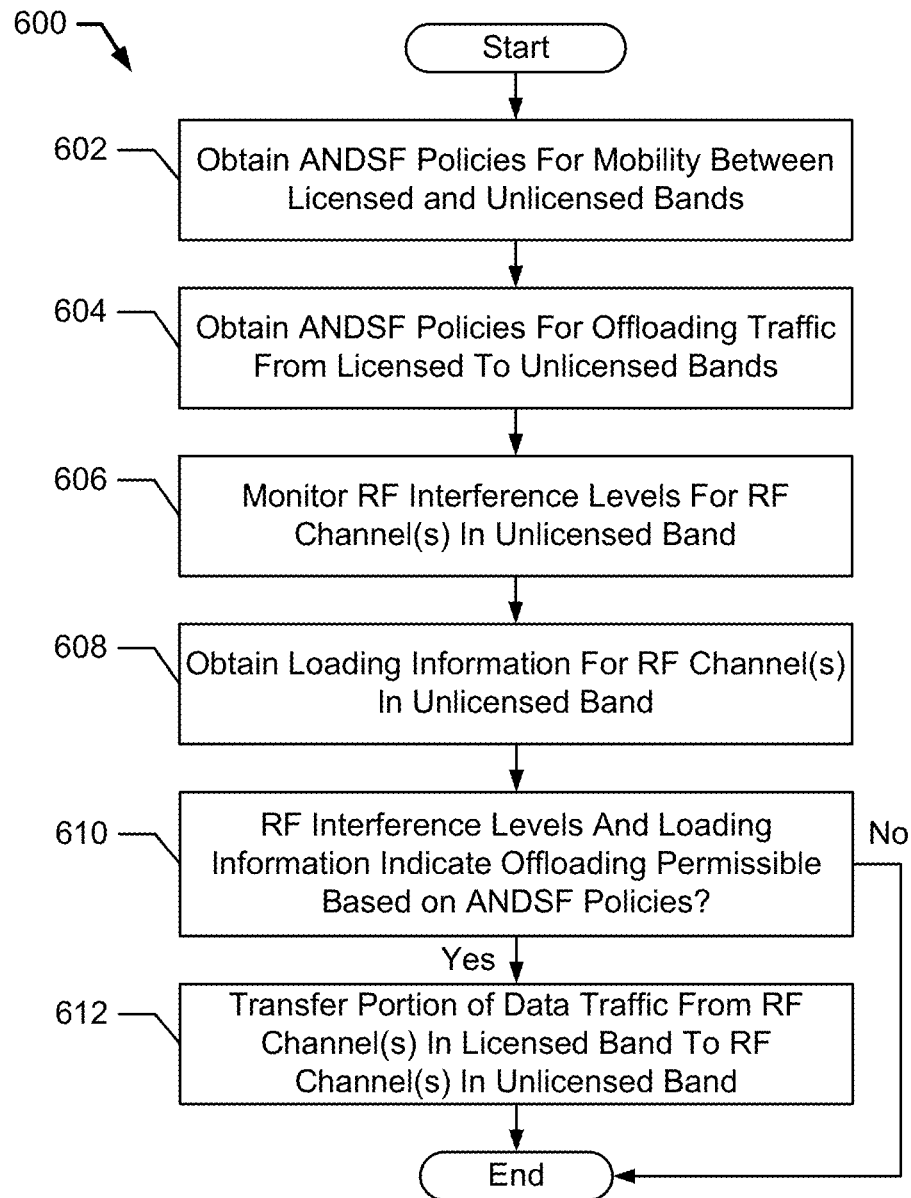 600
Start
602
Obtain ANDSF Policies For Mobility Between
Licensed and Unlicensed Bands
604
Obtain ANDSF Policies For Offloading Traffic
From Licensed To Unlicensed Bands
606
Monitor RF Interference Levels For RF
Channel(s) In Unlicensed Band
608
Obtain Loading Information For RF Channel(s)
In Unlicensed Band
610
RF Interference Levels And Loading
Information Indicate Offloading Permissible
Based on ANDSF Policies?
No
Yes
612
Transfer Portion of Data Traffic From RF
Channel(s) In Licensed Band To RF
Channel(s) In Unlicensed Band
End